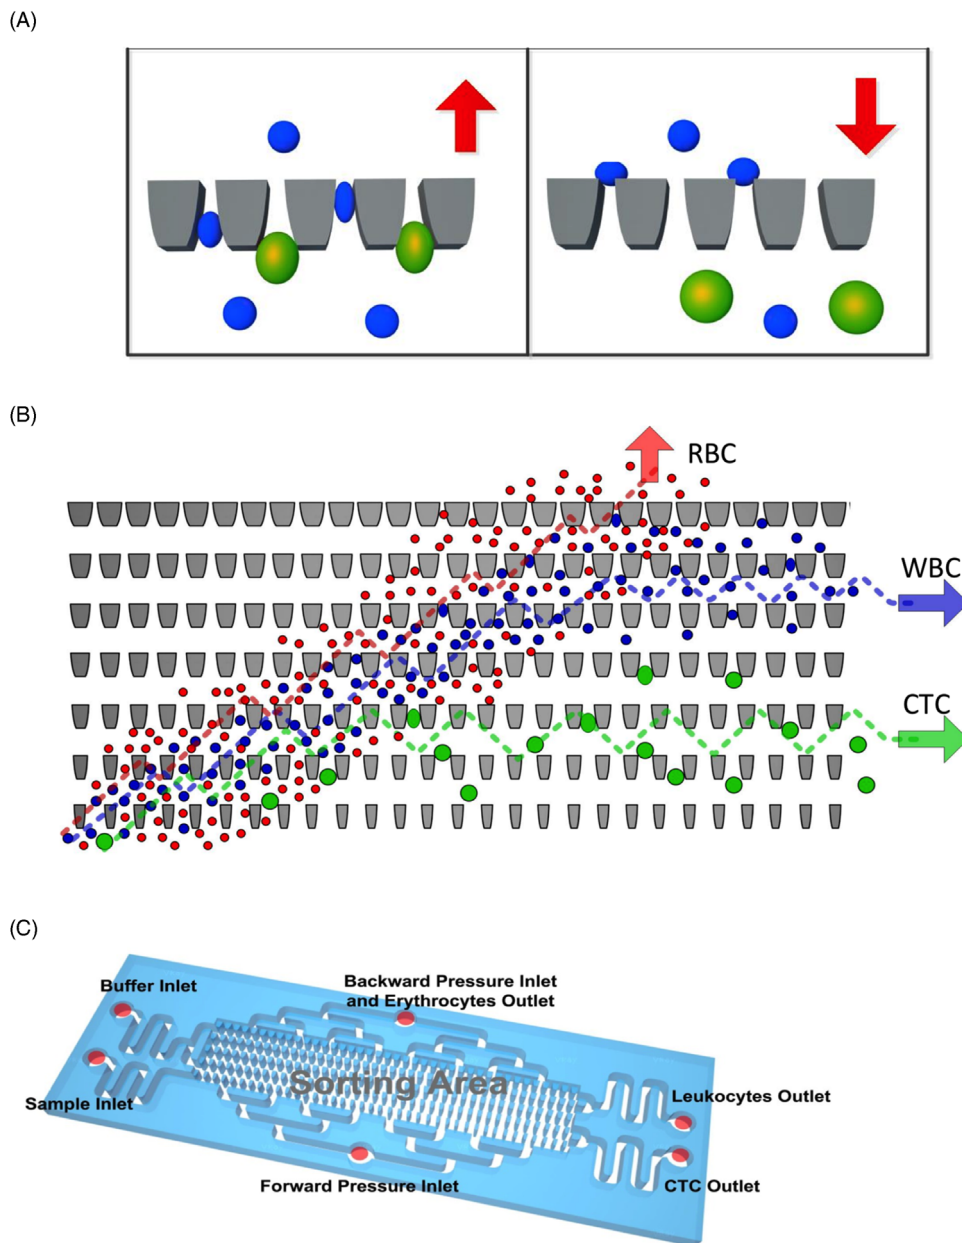 (A)
(B)
RBC
WBC
CTC
(C)
Buffer Inlet
Backward Pressure Inlet
and Erythrocytes Outlet
Sorting Area
Sample Inlet
Leukocytes Outlet
Forward Pressure Inlet
CTC Outlet